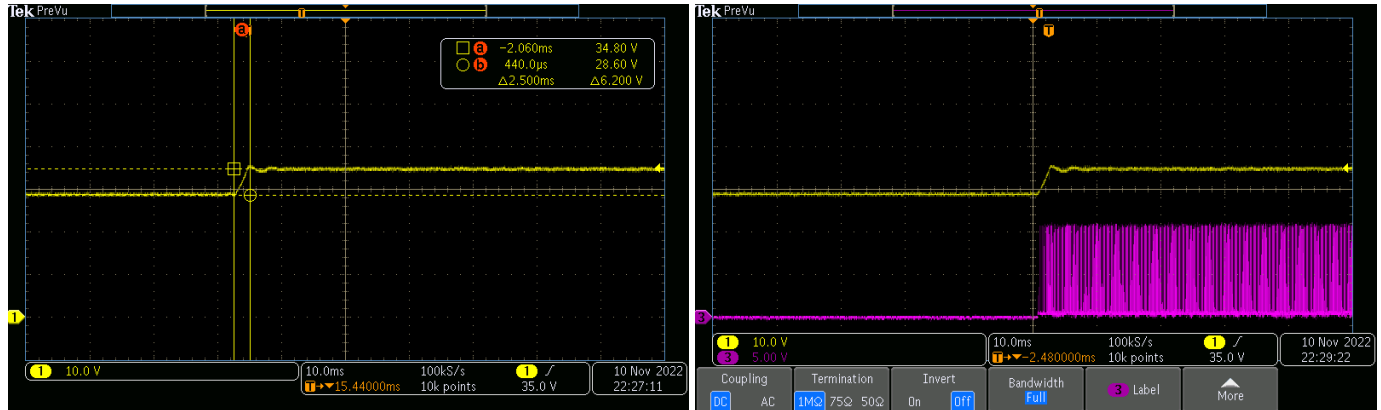 Tek PreVu
T
a
a -2.060ms 34.80 V
b 440.0µs 28.60 V
△2.500ms △6.200 V
1
1 10.0 V
10.0ms 100kS/s 1 35.0 V
T→▼15.44000ms 10k points
10 Nov 2022
22:27:11
Tek PreVu
T
T
3
1 10.0 V
3 5.00 V
10.0ms 100kS/s 1 35.0 V
T→▼-2.480000ms 10k points
10 Nov 2022
22:29:22
Coupling
DC AC
Termination
1MΩ 75Ω 50Ω
Invert
On Off
Bandwidth
Full
3 Label
More